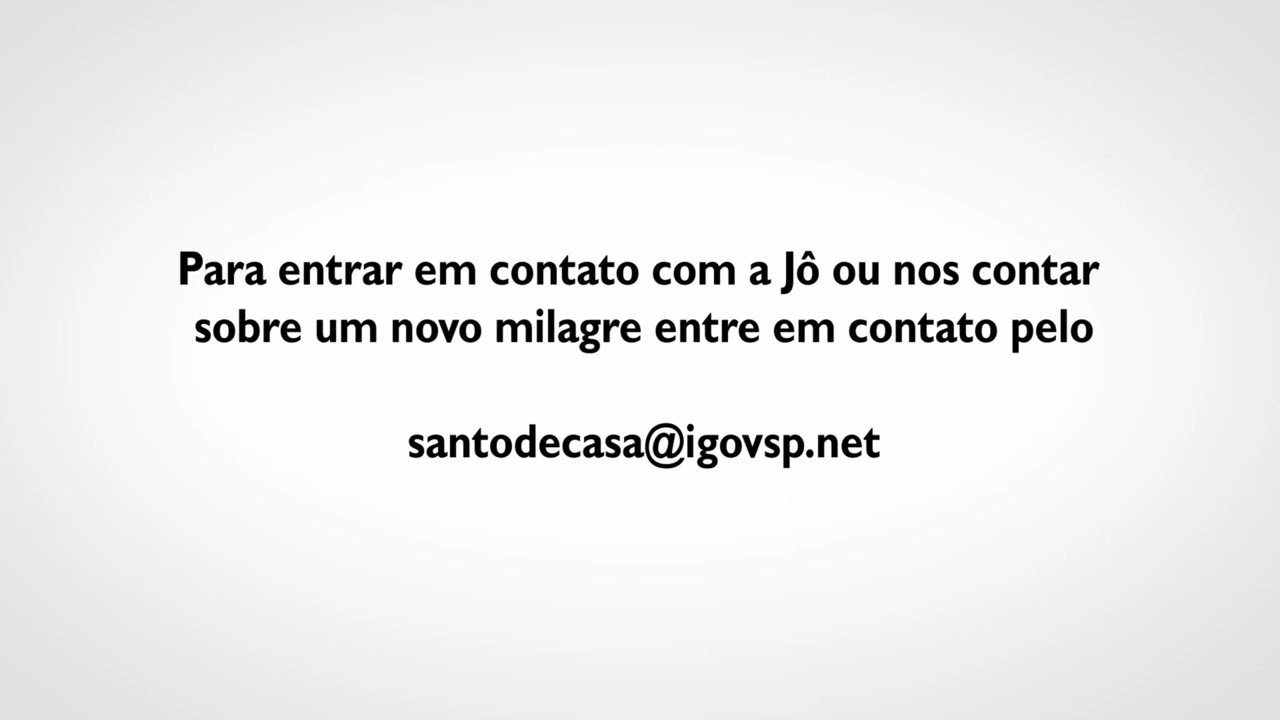 Para entrar em contato com a Jô ou nos contar
sobre um novo milagre entre em contato pelo
santodecasa@igovsp.net